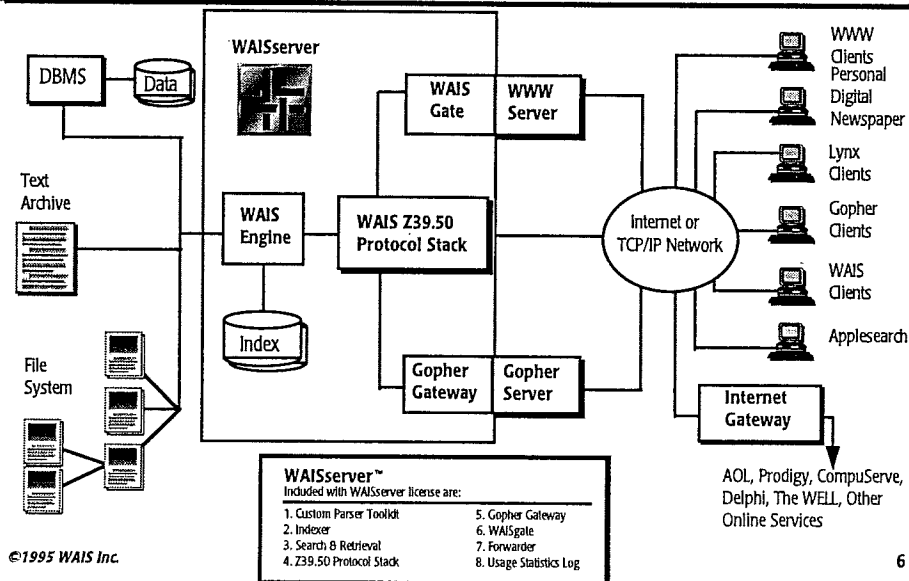 WAISserver
DBMS
Data
Text
Archive
File
System
WAIS
Engine
Index
WAIS Z39.50
Protocol Stack
WAIS
Gate
WWW
Server
Gopher
Gateway
Gopher
Server
Internet or
TCP/IP Network
WWW
Clients
Personal
Digital
Newspaper
Lynx
Clients
Gopher
Clients
WAIS
Clients
Applesearch
Internet
Gateway
AOL, Prodigy, CompuServe,
Delphi, The WELL, Other
Online Services
WAISserver™
Included with WAISserver license are:
1. Custom Parser Toolkit
2. Indexer
3. Search & Retrieval
4. Z39.50 Protocol Stack
5. Gopher Gateway
6. WAISgate
7. Forwarder
8. Usage Statistics Log
©1995 WAIS Inc.
6